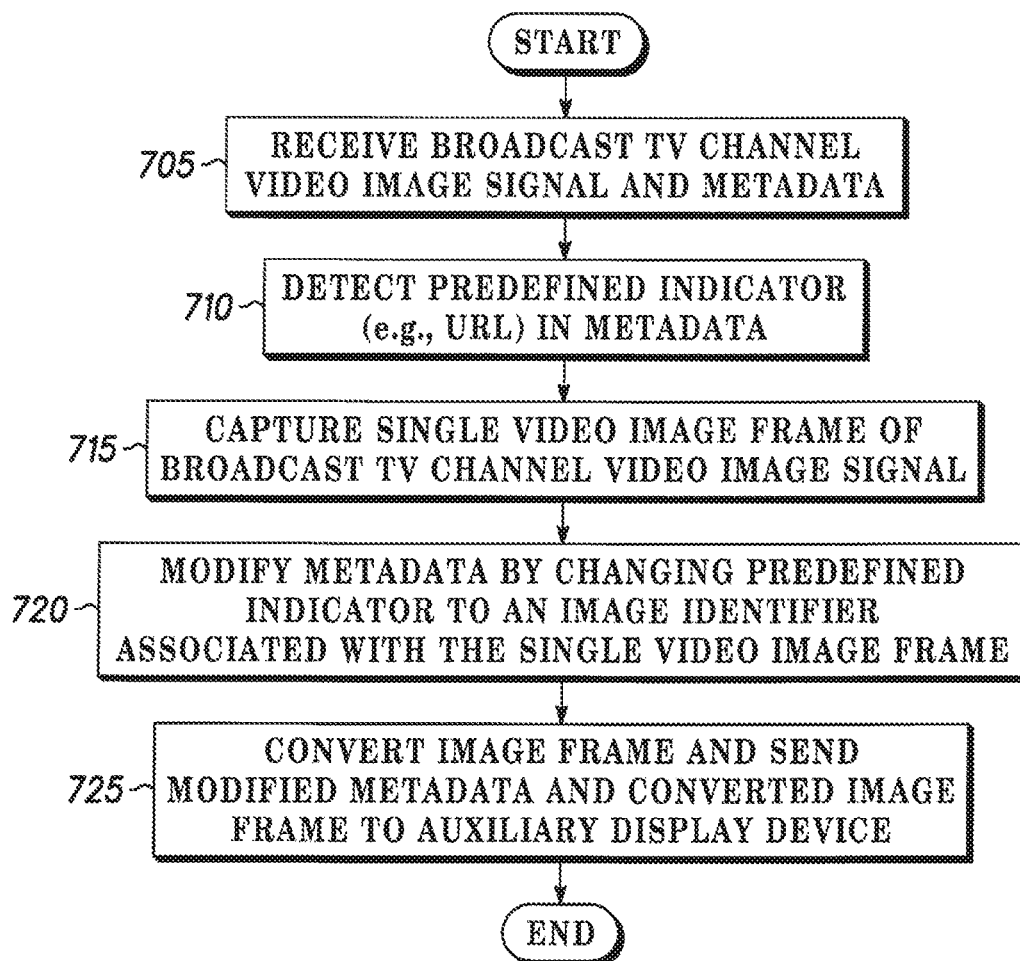 START
705
RECEIVE BROADCAST TV CHANNEL
VIDEO IMAGE SIGNAL AND METADATA
710
DETECT PREDEFINED INDICATOR
(e.g., URL) IN METADATA
715
CAPTURE SINGLE VIDEO IMAGE FRAME OF
BROADCAST TV CHANNEL VIDEO IMAGE SIGNAL
720
MODIFY METADATA BY CHANGING PREDEFINED
INDICATOR TO AN IMAGE IDENTIFIER
ASSOCIATED WITH THE SINGLE VIDEO IMAGE FRAME
725
CONVERT IMAGE FRAME AND SEND
MODIFIED METADATA AND CONVERTED IMAGE
FRAME TO AUXILIARY DISPLAY DEVICE
END